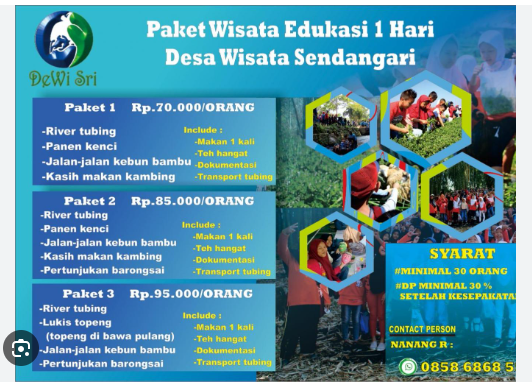 DeWi Sri
Paket Wisata Edukasi 1 Hari
Desa Wisata Sendangari
Paket 1 Rp.70.000/ORANG
-River tubing
-Panen kenci
-Jalan-jalan kebun bambu
-Kasih makan kambing
Include :
-Makan 1 kali
-Teh hangat
-Dokumentasi
-Transport tubing
Paket 2 Rp.85.000/ORANG
-River tubing
-Panen kenci
-Jalan-jalan kebun bambu
-Kasih makan kambing
-Pertunjukan barongsai
Include :
-Makan 1 kali
-Teh hangat
-Dokumentasi
-Transport tubing
Paket 3 Rp.95.000/ORANG
-River tubing
-Lukis topeng
(topeng di bawa pulang)
-Jalan-jalan kebun bambu
-Pertunjukan barongsai
Include :
-Makan 1 kali
-Teh hangat
-Dokumentasi
-Transport tubing
SYARAT
#MINIMAL 30 ORANG
#DP MINIMAL 30 %
SETELAH KESEPAKATA
CONTACT PERSON
NANANG R :
0858 6868 5